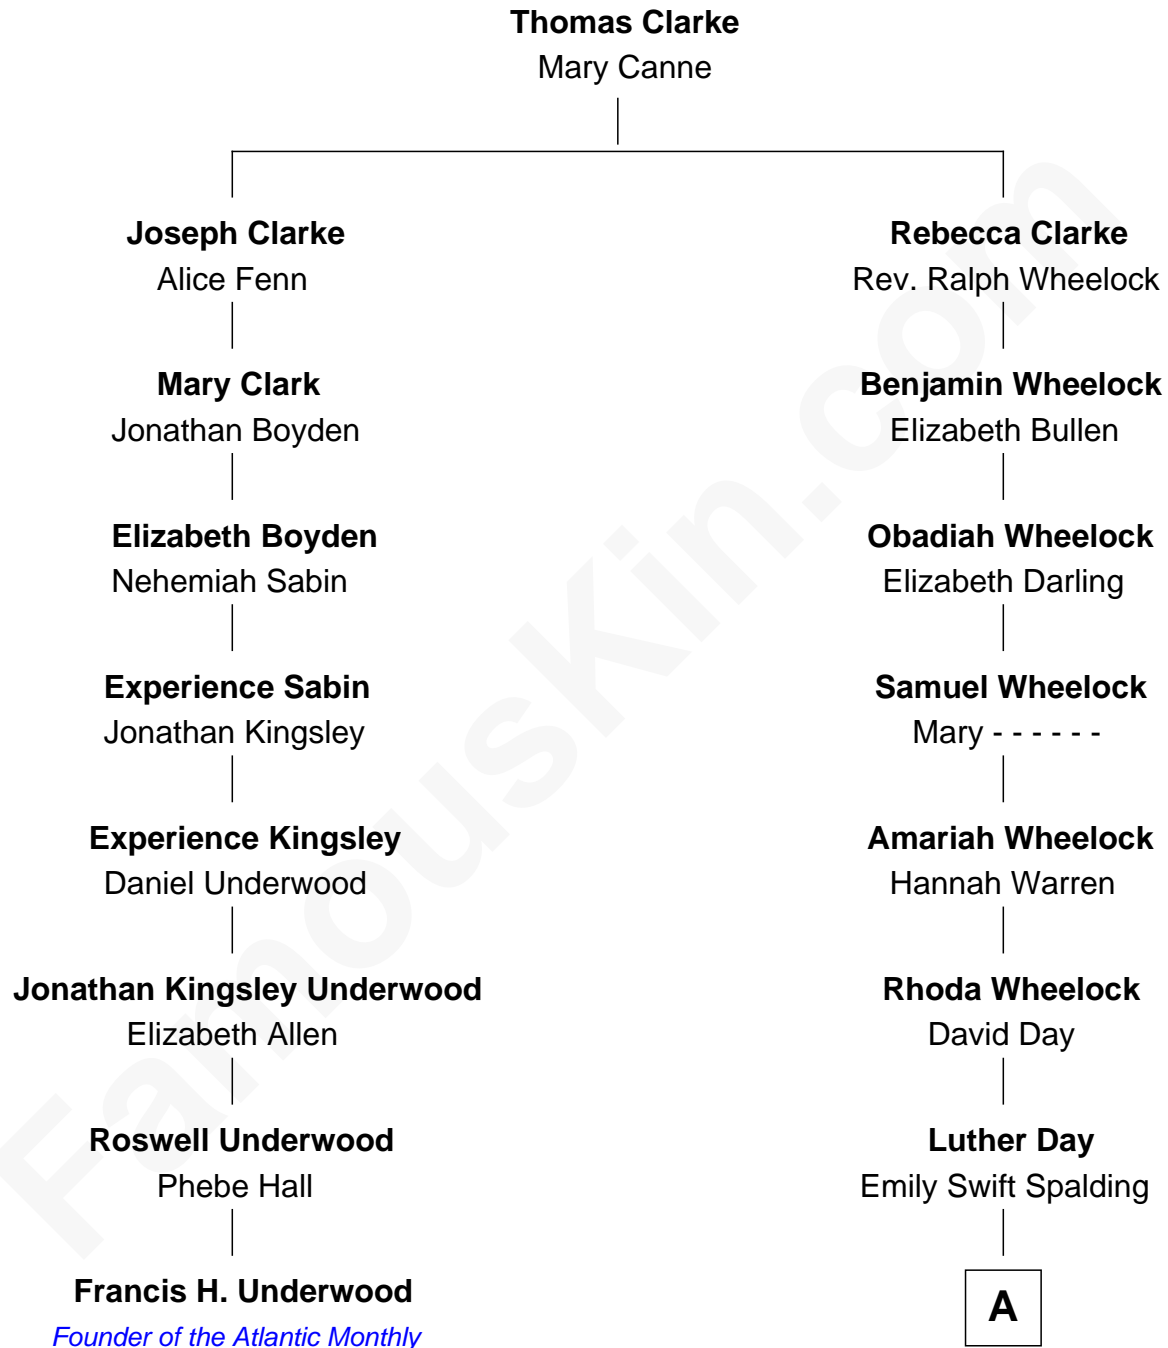 Thomas Clarke
Mary Canne
Joseph Clarke
Alice Fenn
Rebecca Clarke
Rev. Ralph Wheelock
Mary Clark
Jonathan Boyden
Benjamin Wheelock
Elizabeth Bullen
Elizabeth Boyden
Nehemiah Sabin
Obadiah Wheelock
Elizabeth Darling
Experience Sabin
Jonathan Kingsley
Samuel Wheelock
Mary - - - - - -
Experience Kingsley
Daniel Underwood
Amariah Wheelock
Hannah Warren
Jonathan Kingsley Underwood
Elizabeth Allen
Rhoda Wheelock
David Day
Roswell Underwood
Phebe Hall
Luther Day
Emily Swift Spalding
Francis H. Underwood
Founder of the Atlantic Monthly
A
FamousKin.com